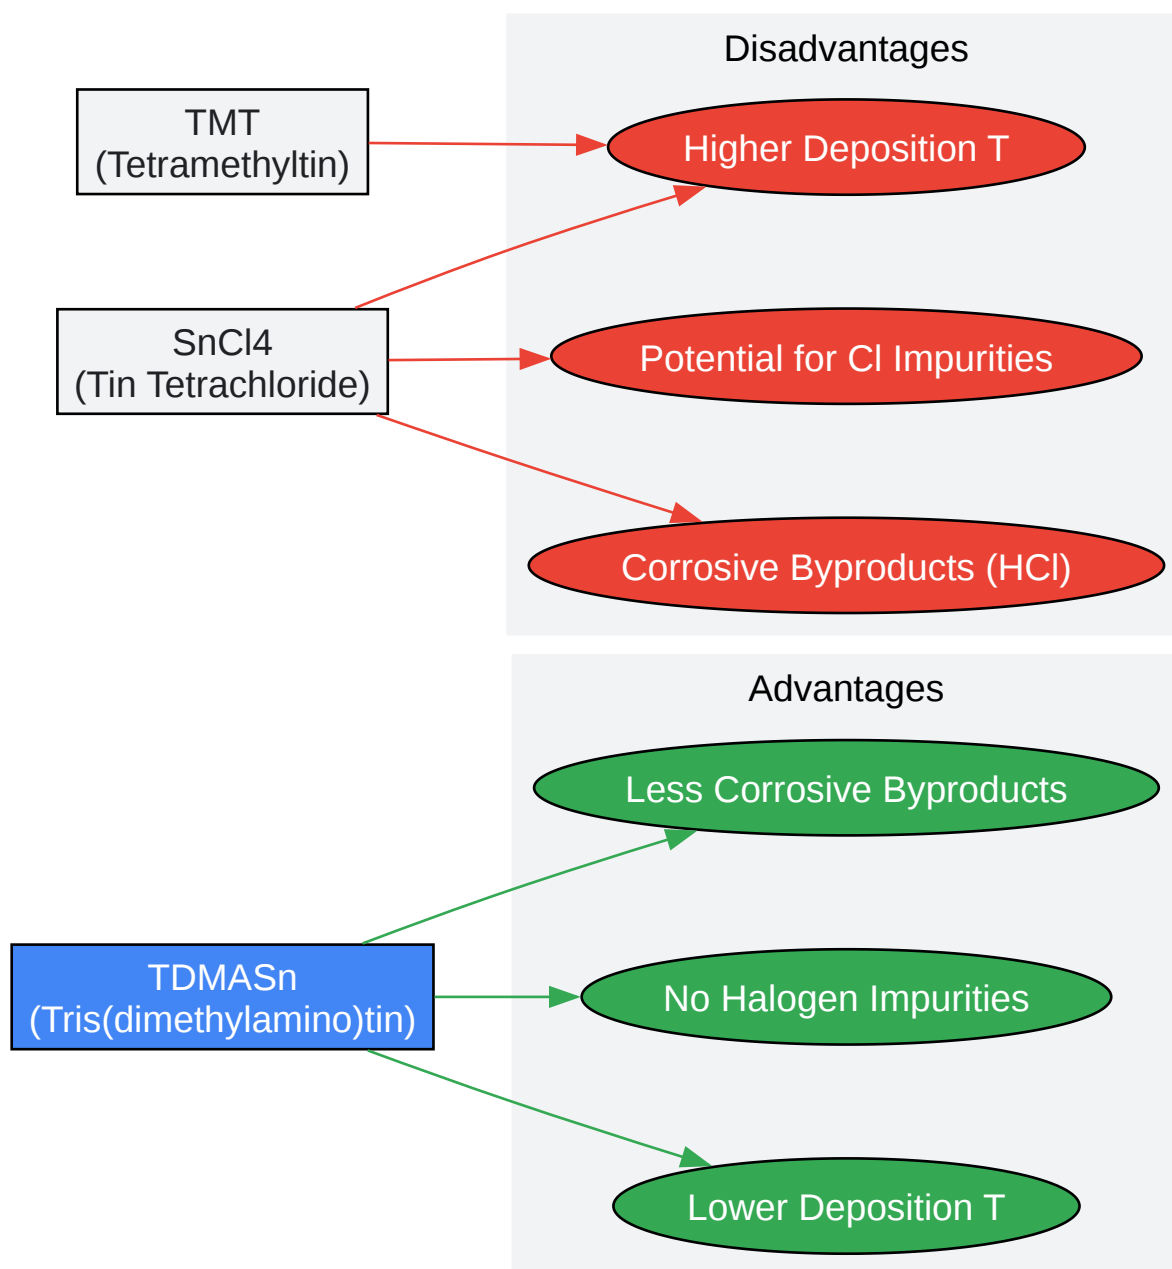 Disadvantages
TMT
(Tetramethyltin)
Higher Deposition T
SnCl4
(Tin Tetrachloride)
Potential for Cl Impurities
Corrosive Byproducts (HCl)
Advantages
Less Corrosive Byproducts
TDMASn
(Tris(dimethylamino)tin)
No Halogen Impurities
Lower Deposition T